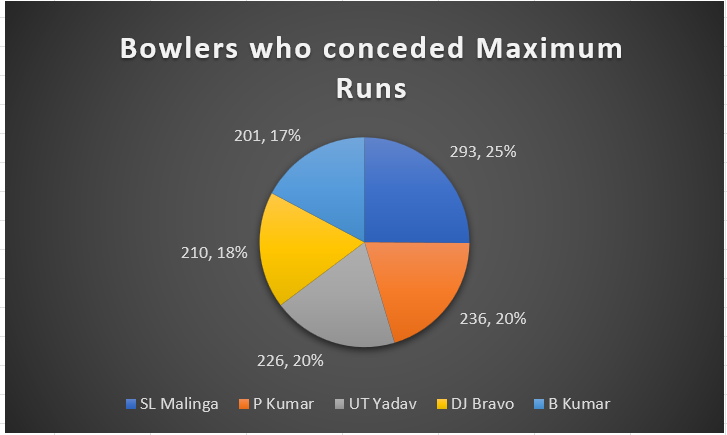 Bowlers who conceded Maximum
Runs
201, 17%
293, 25%
210, 18%
236, 20%
226, 20%
SL Malinga P Kumar UT Yadav DJ Bravo B Kumar